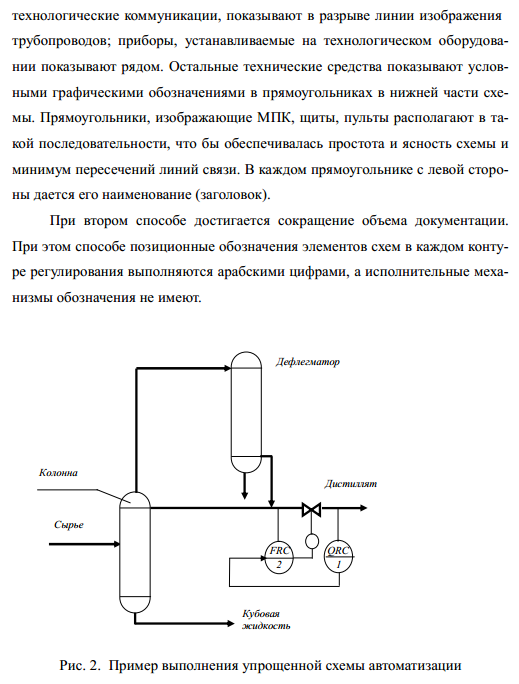 технологические коммуникации, показывают в разрыве линии изображения
трубопроводов; приборы, устанавливаемые на технологическом оборудова-
нии показывают рядом. Остальные технические средства показывают услов-
ными графическими обозначениями в прямоугольниках в нижней части схе-
мы. Прямоугольники, изображающие МПК, щиты, пульты располагают в та-
кой последовательности, что бы обеспечивалась простота и ясность схемы и
минимум пересечений линий связи. В каждом прямоугольнике с левой сторо-
ны дается его наименование (заголовок).
При втором способе достигается сокращение объема документации.
При этом способе позиционные обозначения элементов схем в каждом конту-
ре регулирования выполняются арабскими цифрами, а исполнительные меха-
низмы обозначения не имеют.
Дефлегматор
Колонна
Дистиллят
Сырье
FRC
2
QRC
1
Кубовая
жидкость
Рис. 2. Пример выполнения упрощенной схемы автоматизации